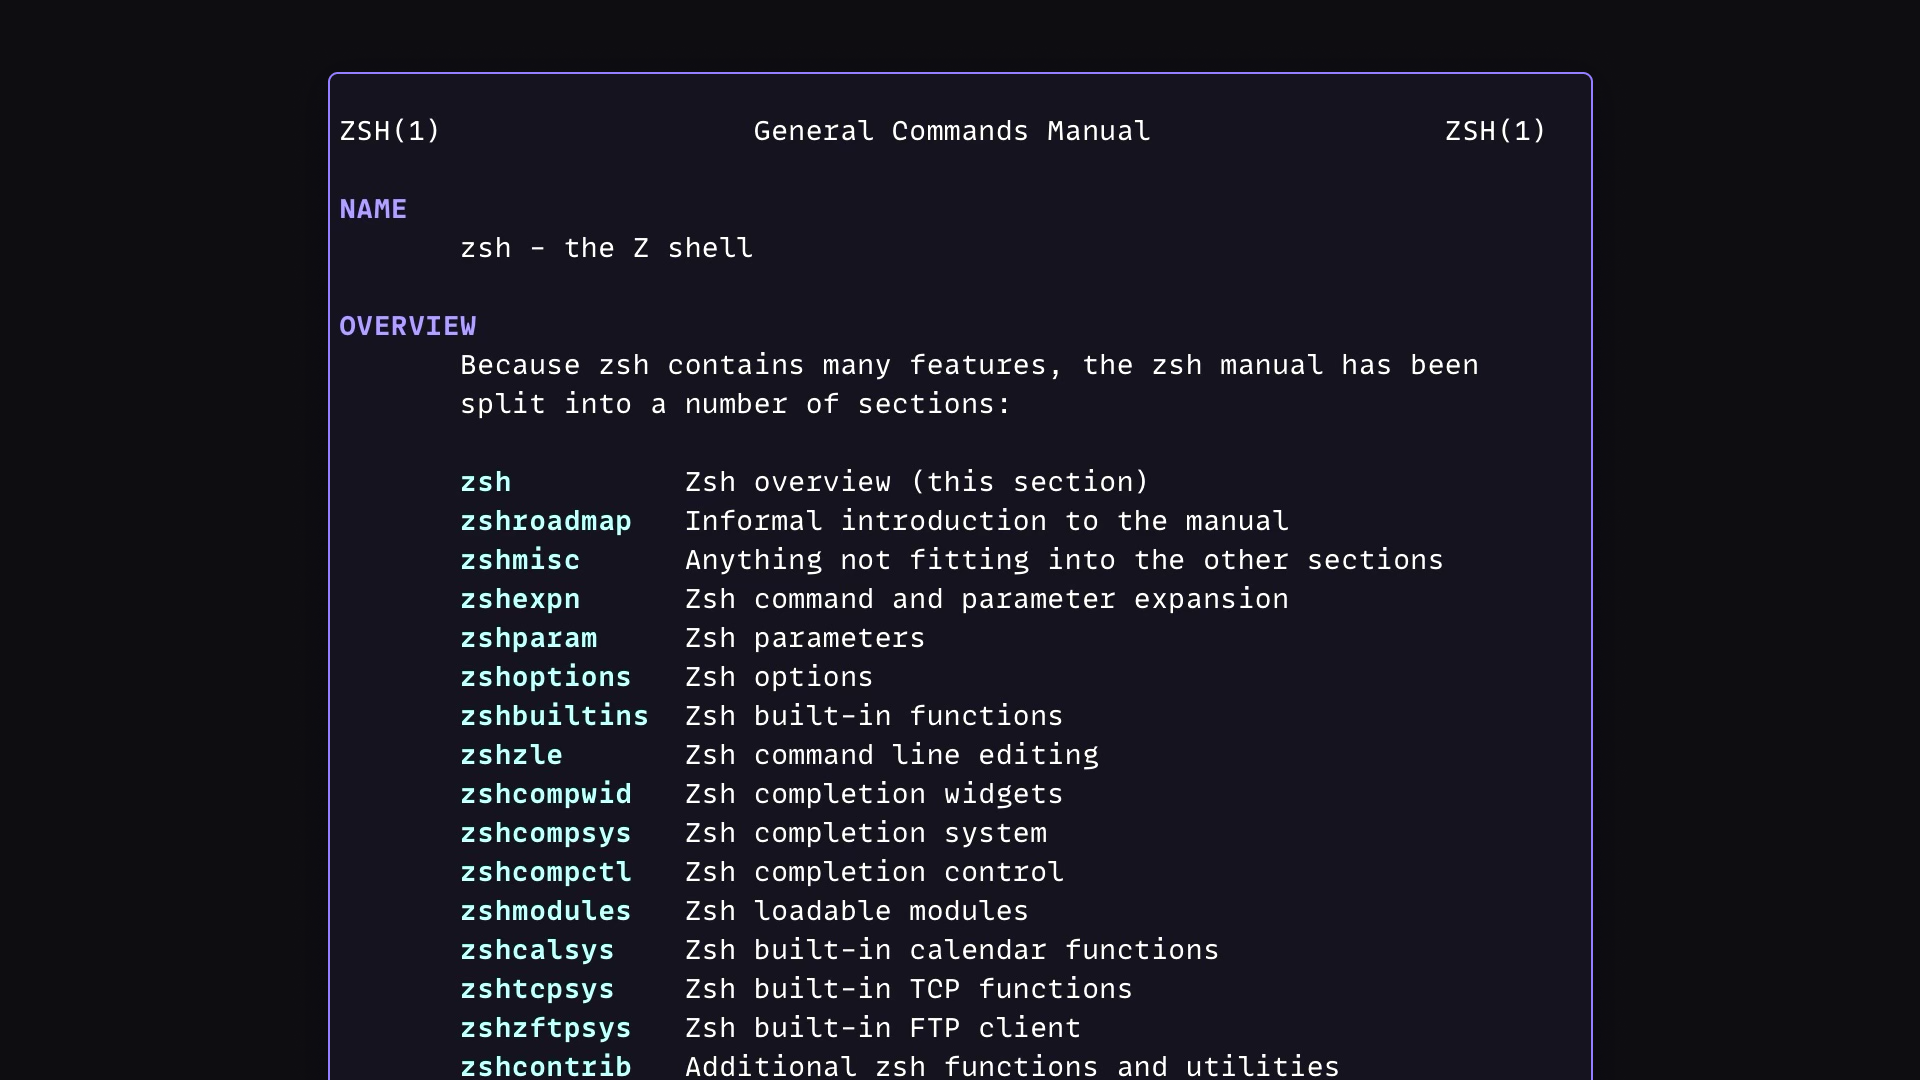 ZSH(1) General Commands Manual ZSH(1)
NAME
zsh - the Z shell
OVERVIEW
Because zsh contains many features, the zsh manual has been
split into a number of sections:
zsh Zsh overview (this section)
zshroadmap Informal introduction to the manual
zshmisc Anything not fitting into the other sections
zshexpn Zsh command and parameter expansion
zshparam Zsh parameters
zshoptions Zsh options
zshbuiltins Zsh built-in functions
zshzle Zsh command line editing
zshcompwid Zsh completion widgets
zshcompsys Zsh completion system
zshcompctl Zsh completion control
zshmodules Zsh loadable modules
zshcalsys Zsh built-in calendar functions
zshtcpsys Zsh built-in TCP functions
zshzftpsys Zsh built-in FTP client
zshcontrib Additional zsh functions and utilities